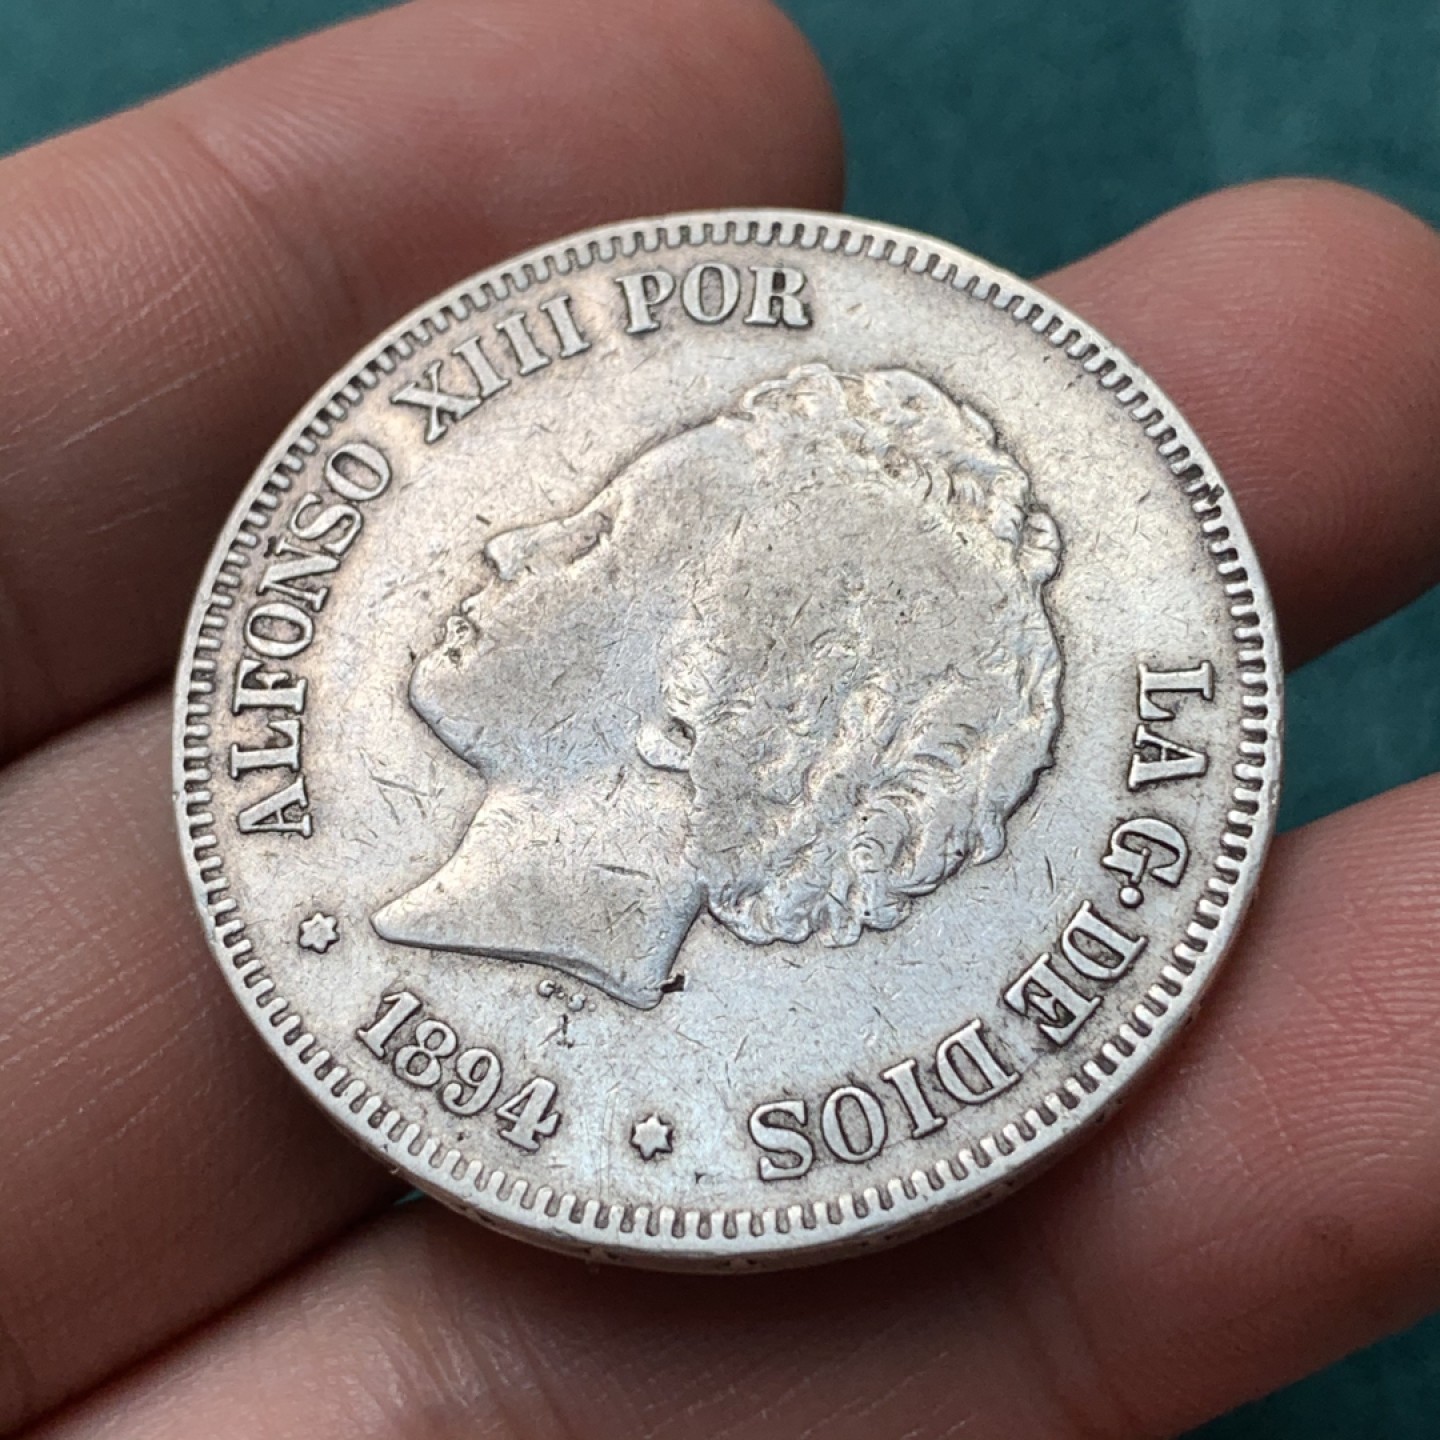 ALFONSO XIII POR
LA G. DE DIOS
1894
G. S.